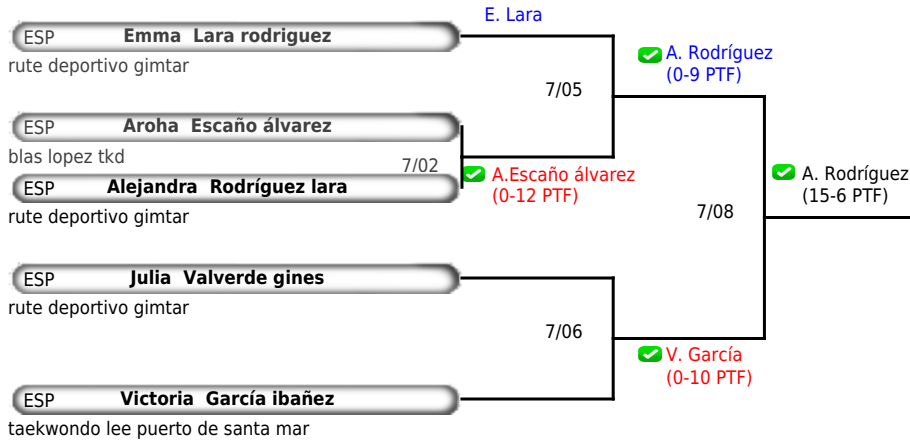 E. Lara
ESP Emma Lara rodriguez
rute deportivo gimtar
A. Rodríguez
(0-9 PTF)
7/05
ESP Aroha Escaño álvarez
blas lopez tkd
7/02
A.Escaño álvarez
(0-12 PTF)
A. Rodríguez
(15-6 PTF)
ESP Alejandra Rodríguez lara
rute deportivo gimtar
7/08
ESP Julia Valverde gines
rute deportivo gimtar
7/06
V. García
(0-10 PTF)
ESP Victoria García ibañez
taekwondo lee puerto de santa mar